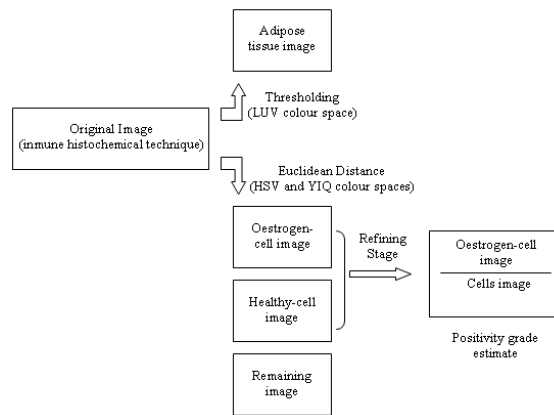 Adipose
tissue image
Thresholding
(LUV colour space)
Original Image
(inmune histochemical technique)
Euclidean Distance
(HSV and YIQ colour spaces)
Oestrogen-
cell image
Refining
Stage
Oestrogen-cell
image
Cells image
Healthy-cell
image
Positivity grade
estimate
Remaining
image